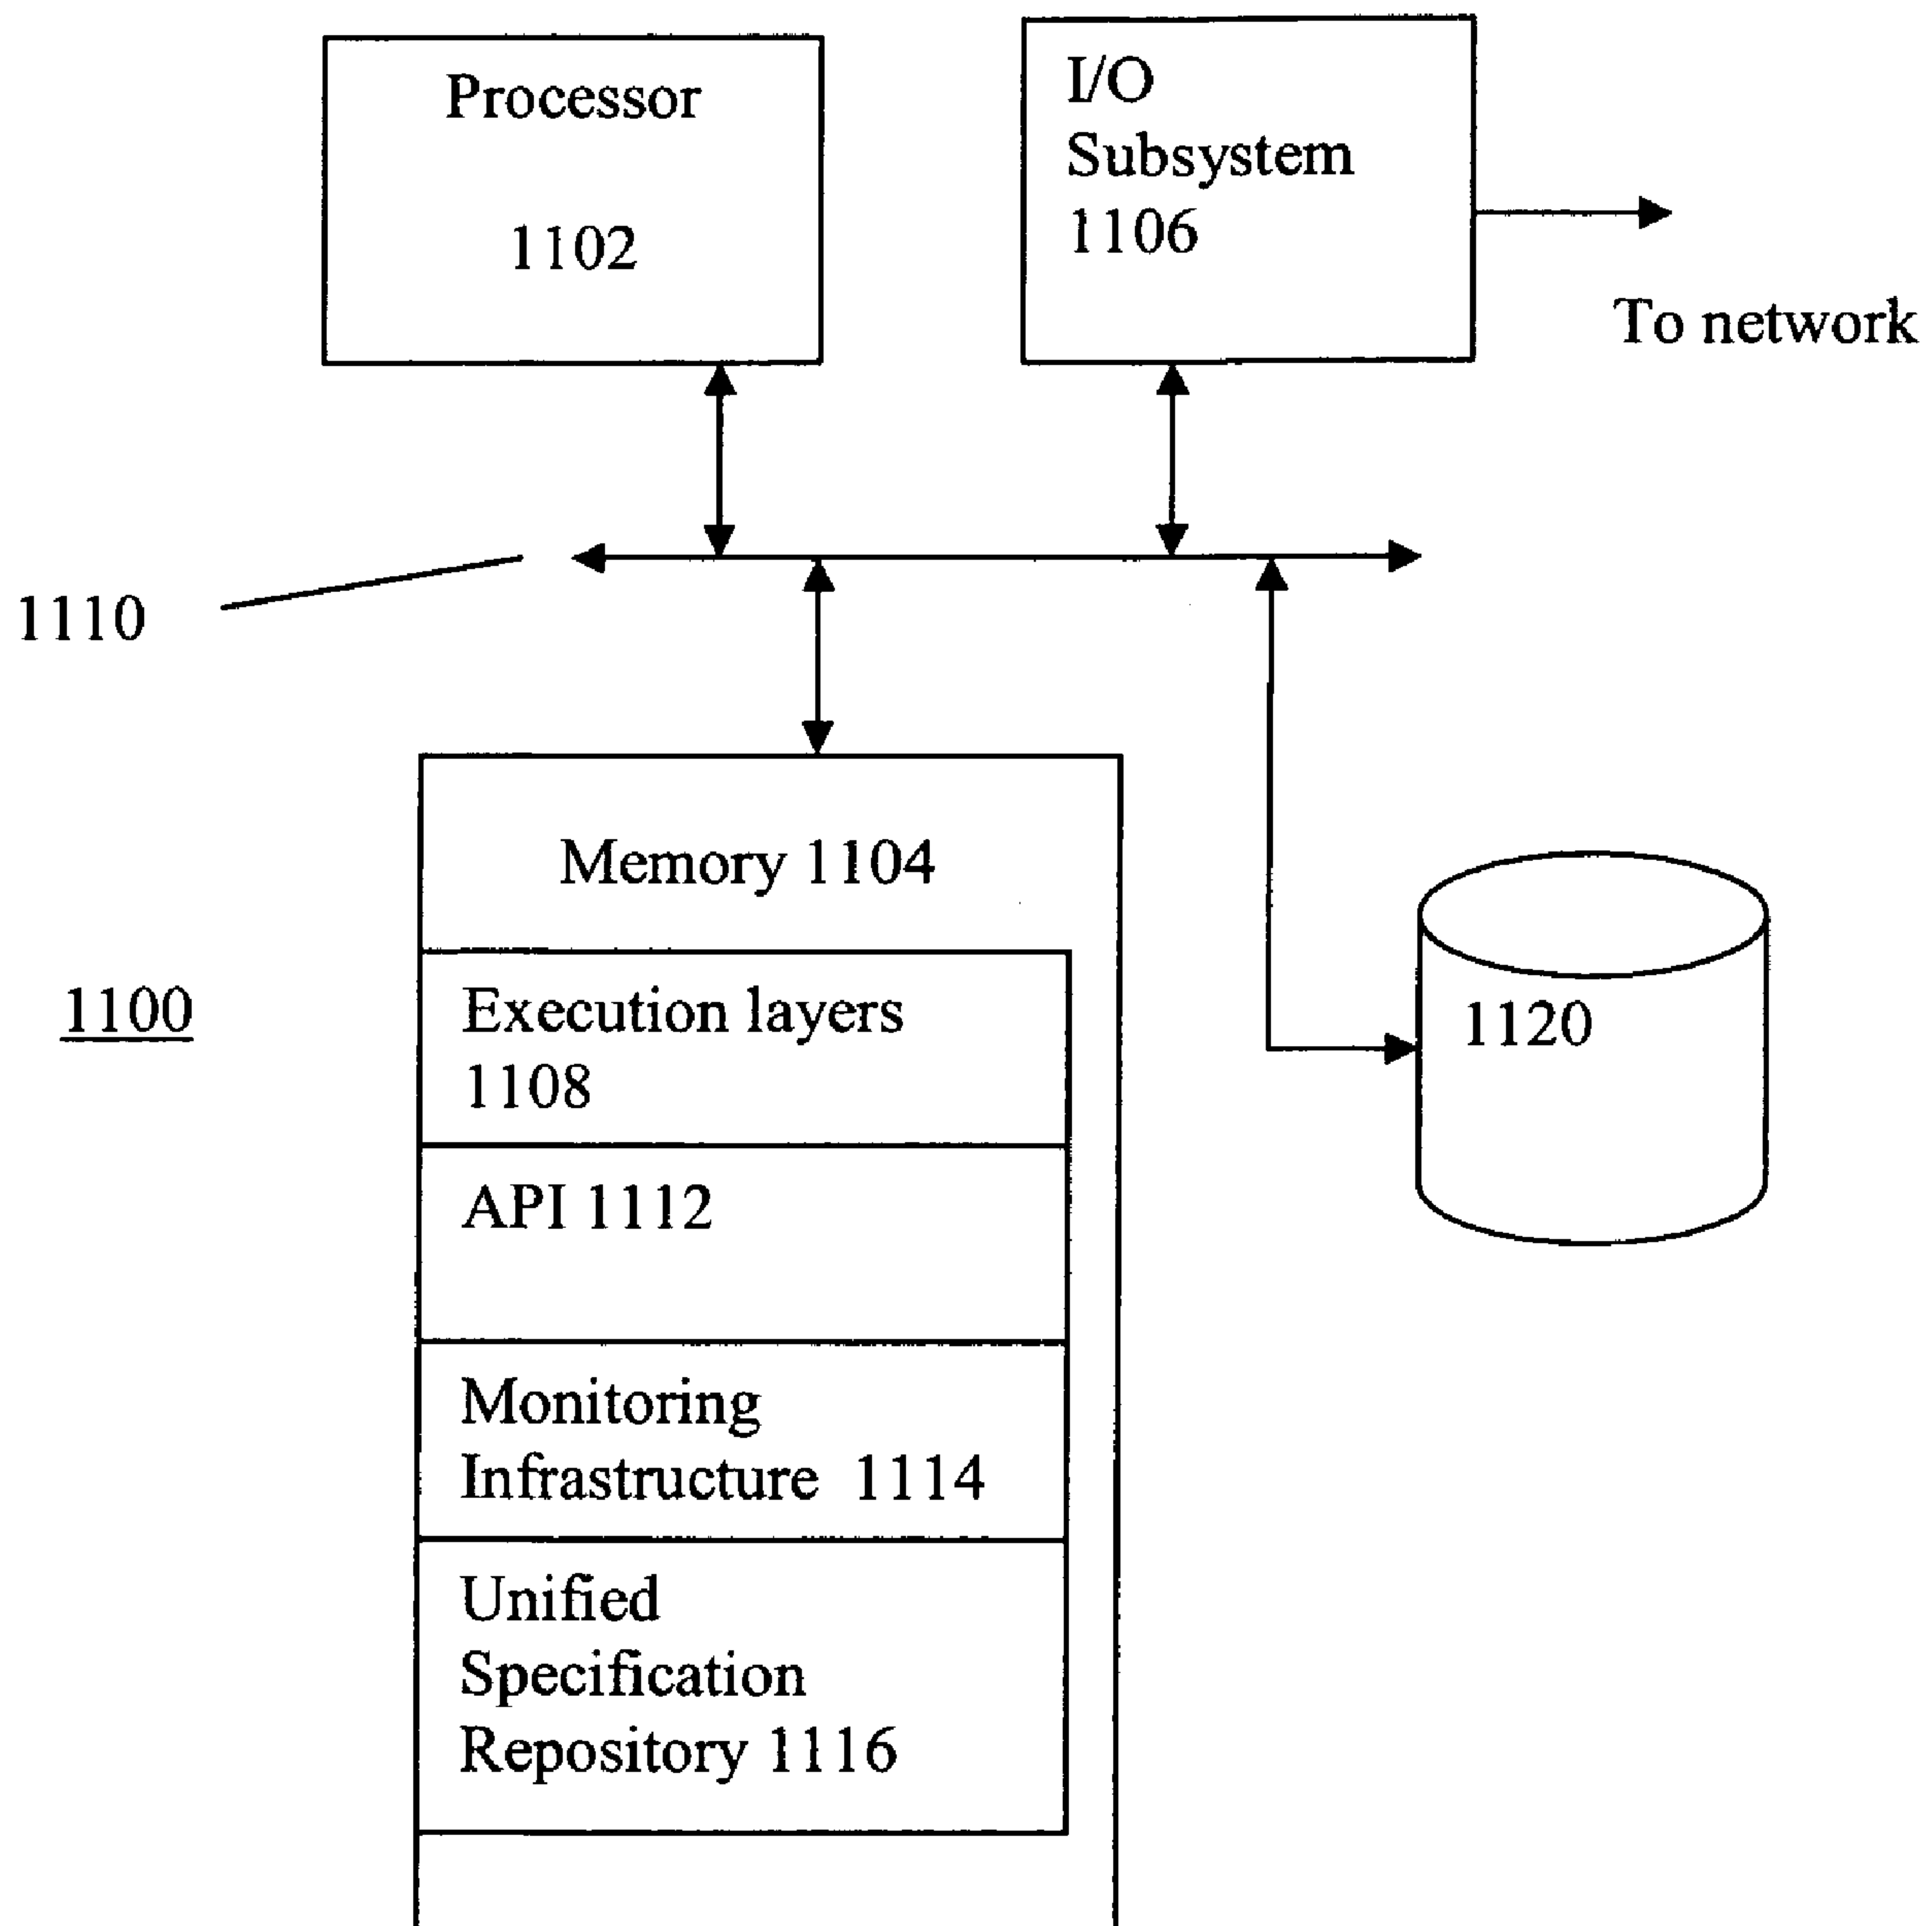 Processor
1102
I/O
Subsystem
1106
To network
1110
Memory 1104
1100
Execution layers
1108
1120
API 1112
Monitoring
Infrastructure 1114
Unified
Specification
Repository 1116